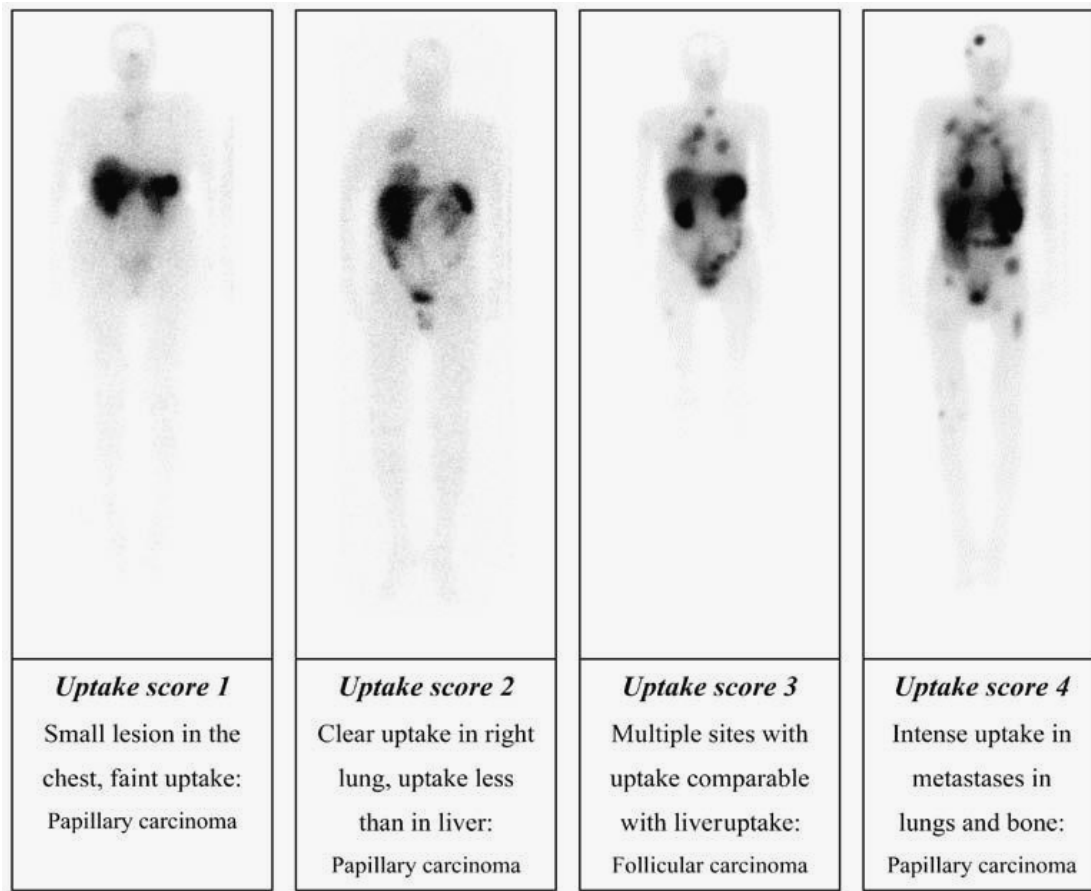 Uptake score 1
Small lesion in the
chest, faint uptake:
Papillary carcinoma
Uptake score 2
Clear uptake in right
lung, uptake less
than in liver:
Papillary carcinoma
Uptake score 3
Multiple sites with
uptake comparable
with liveruptake:
Follicular carcinoma
Uptake score 4
Intense uptake in
metastases in
lungs and bone:
Papillary carcinoma